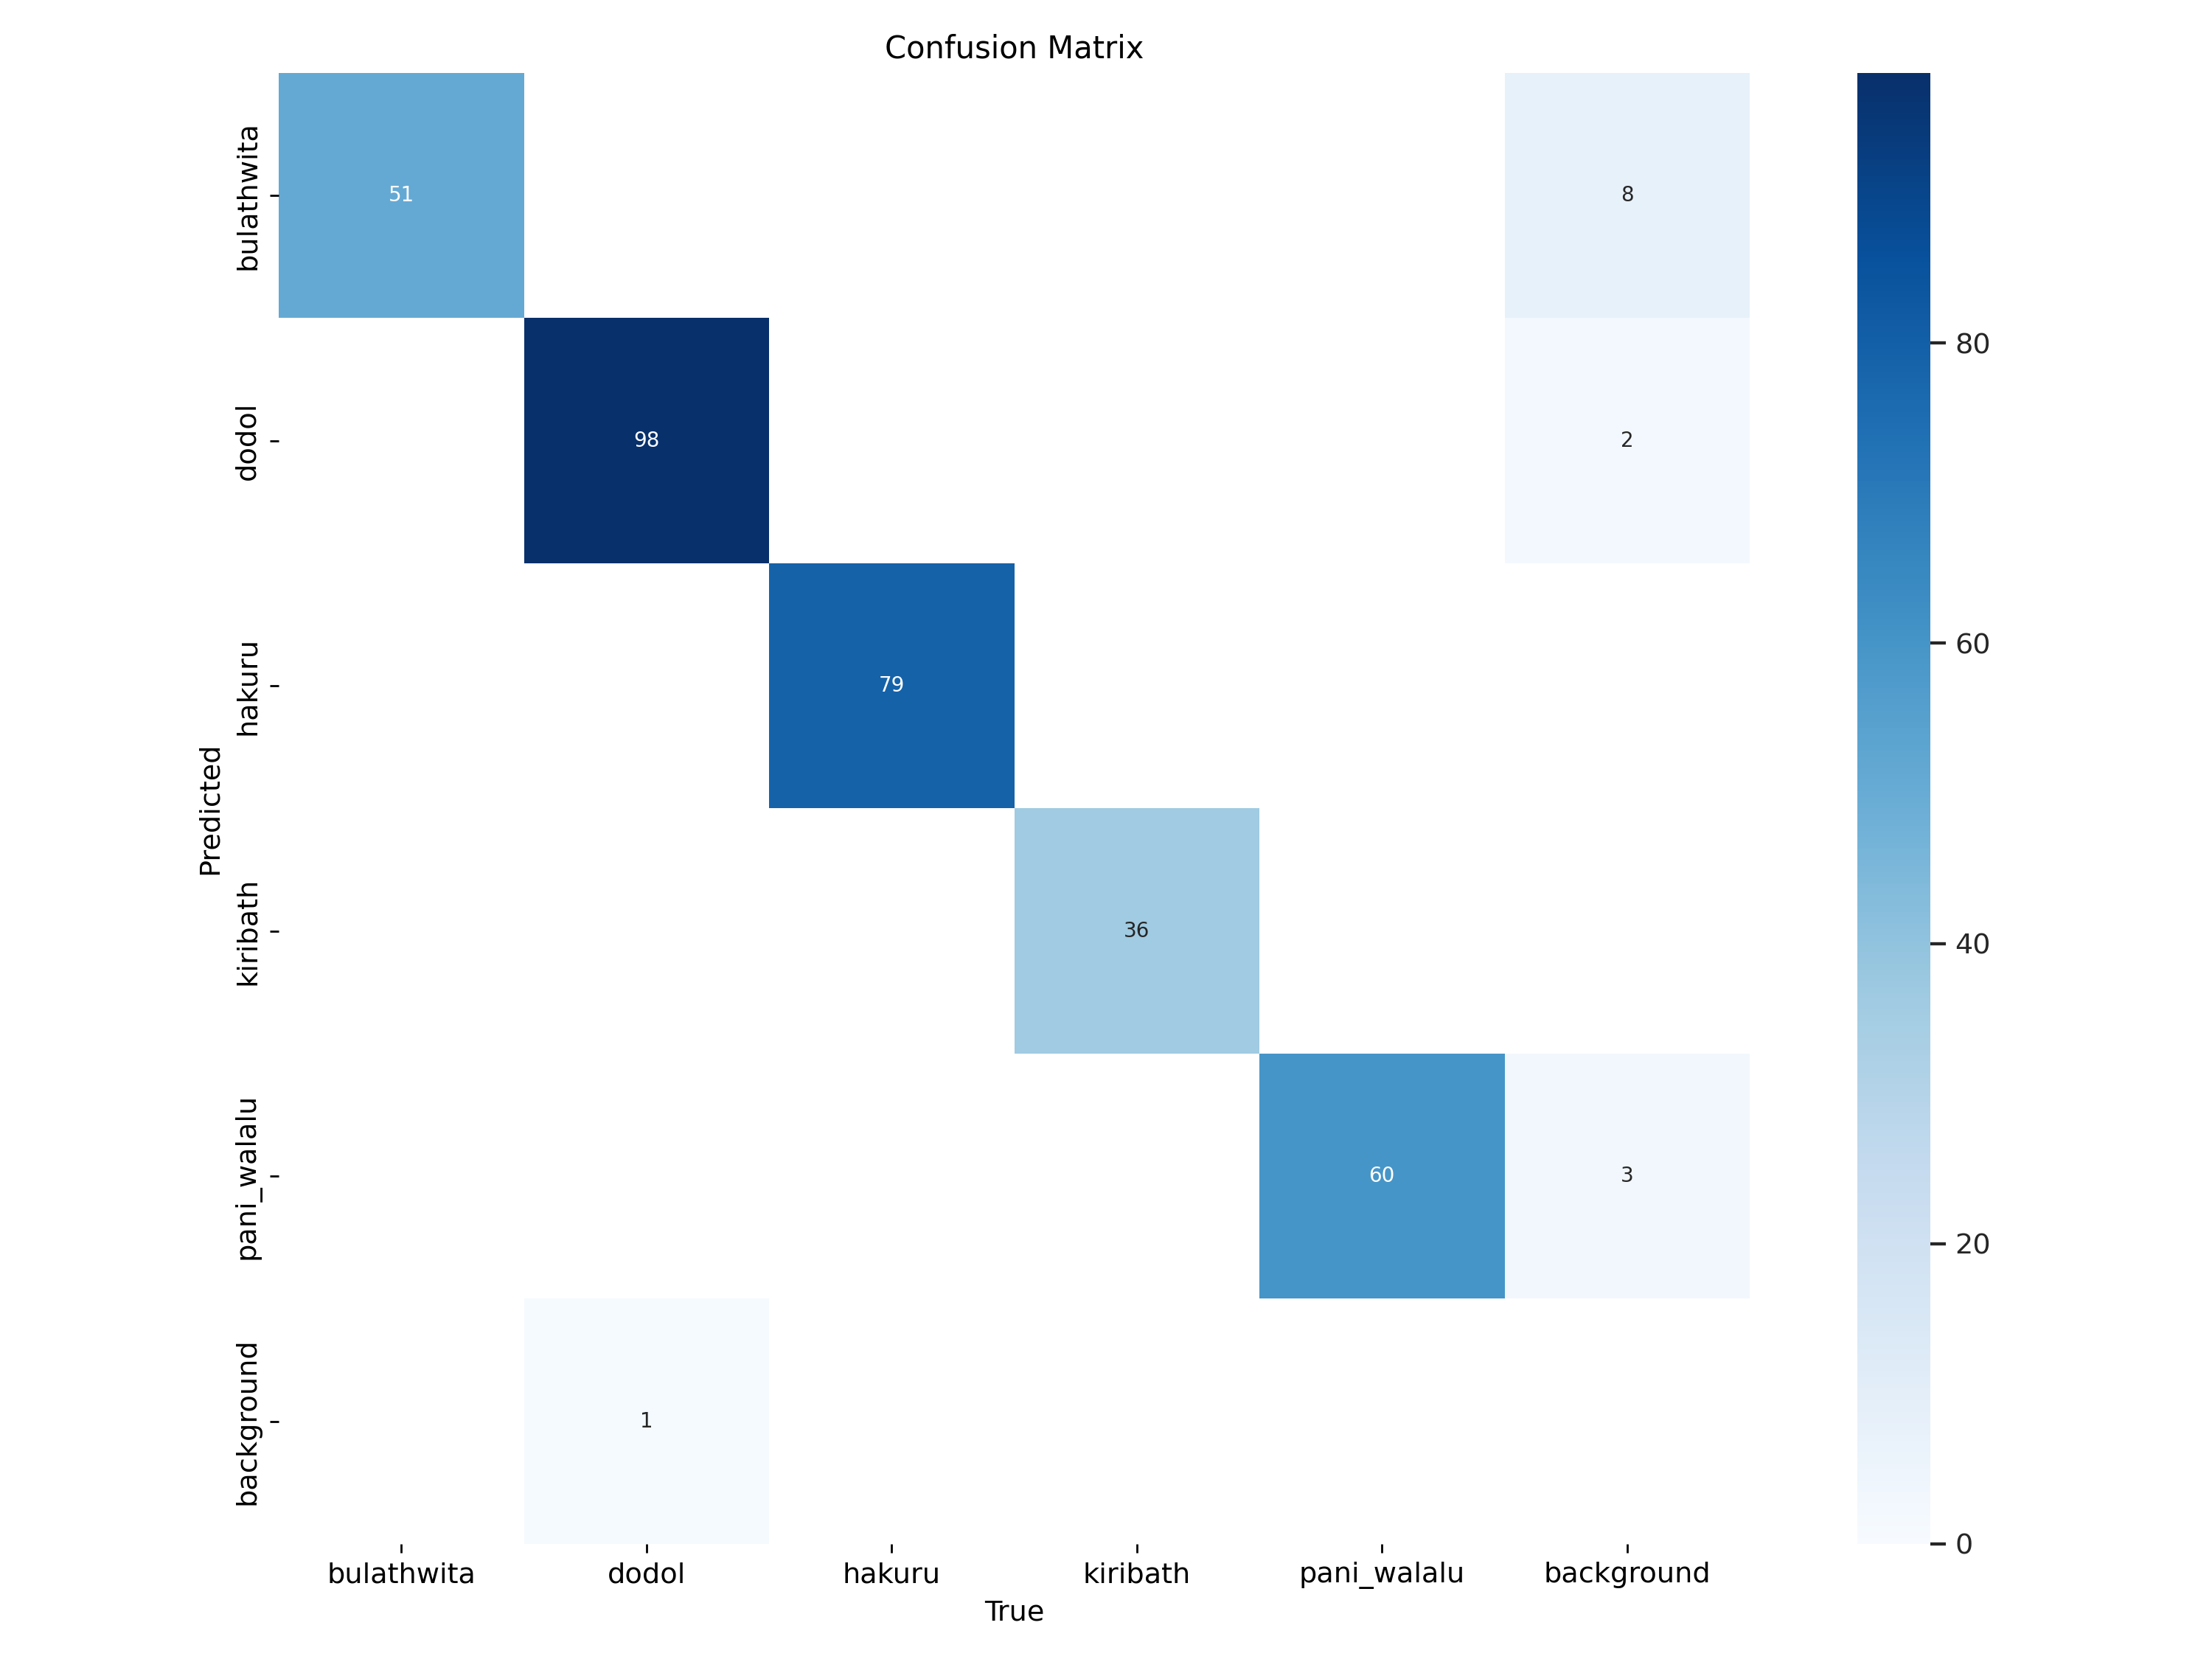 Confusion Matrix
bulathwita
51
8
dodol
98
2
80
hakuru
79
60
Predicted
kiribath
36
40
pani_walalu
60
3
20
background
1
0
bulathwita dodol hakuru kiribath pani_walalu background
True